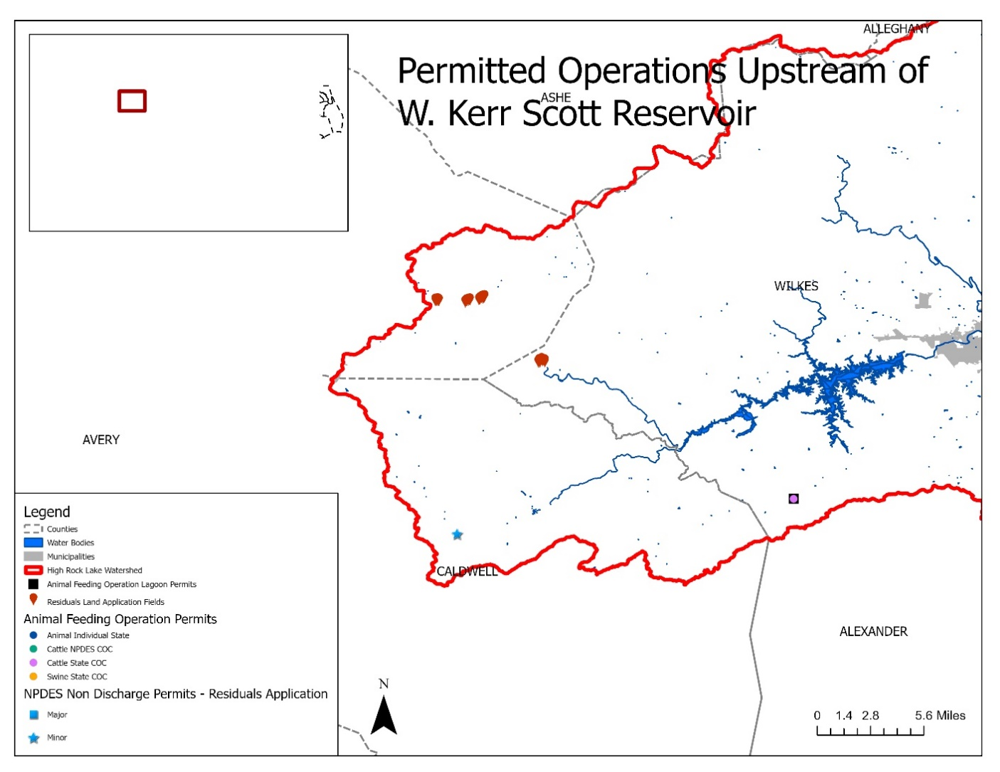 ALLEGHANY
Permitted Operations Upstream of
ASHE
W. Kerr Scott Reservoir
WILKES
AVERY
Legend
Counties
Water Bodies
Municipalities
High Rock Lake Watershed
Animal Feeding Operation Lagoon Permits
Residuals Land Application Fields
Animal Feeding Operation Permits
Animal Individual State
Cattle NPDES COC
Cattle State COC
Swine State COC
NPDES Non Discharge Permits - Residuals Application
Major
Minor
CALDWELL
ALEXANDER
N
0 1.4 2.8 5.6 Miles